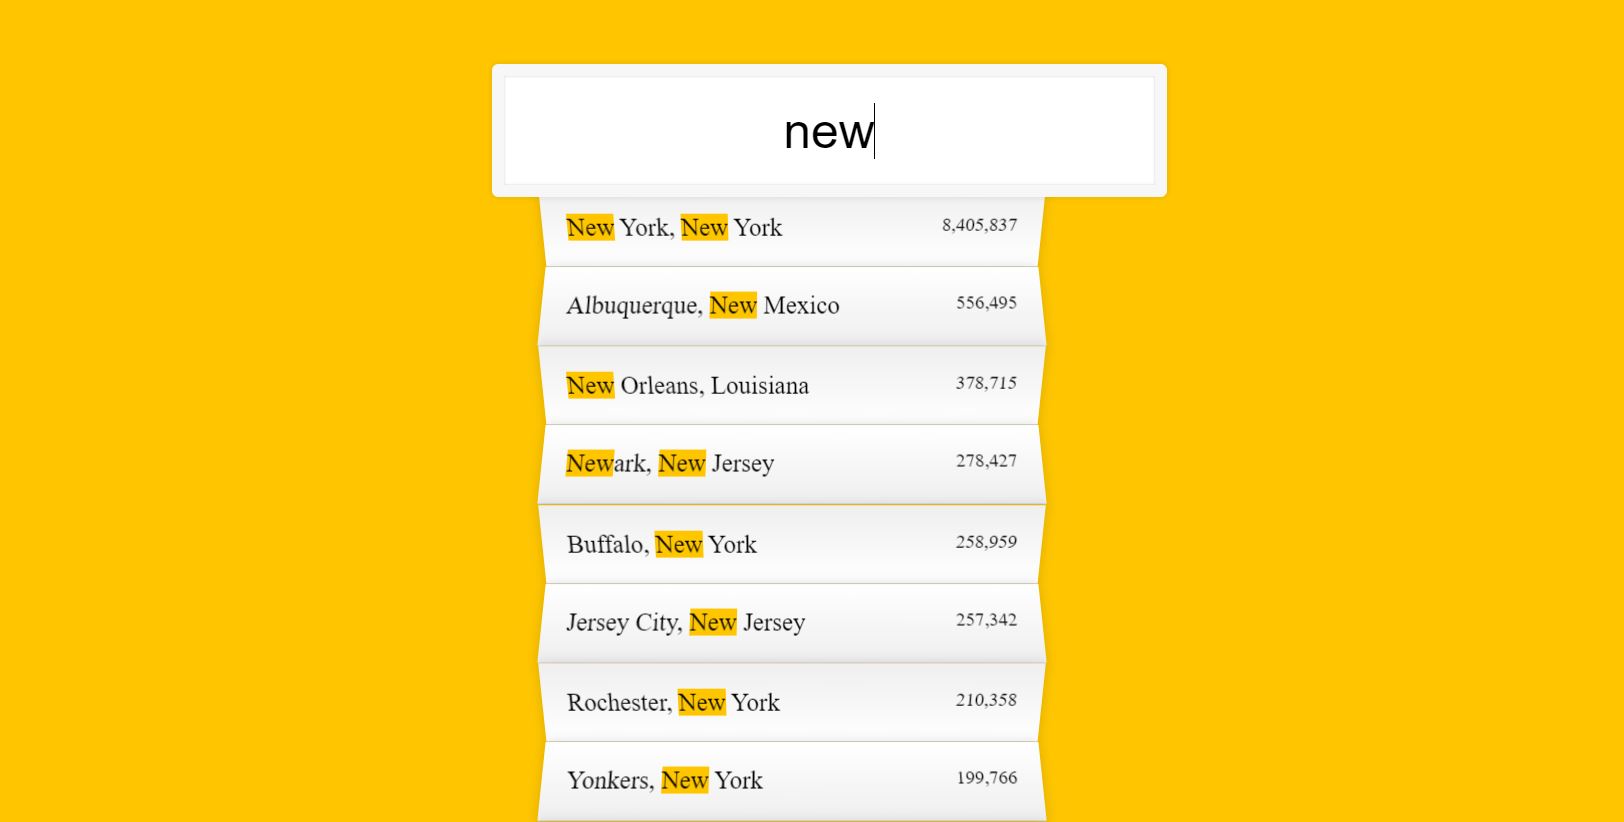 new
New York, New York 8,405,837
Albuquerque, New Mexico 556,495
New Orleans, Louisiana 378,715
Newark, New Jersey 278,427
Buffalo, New York 258,959
Jersey City, New Jersey 257,342
Rochester, New York 210,358
Yonkers, New York 199,766